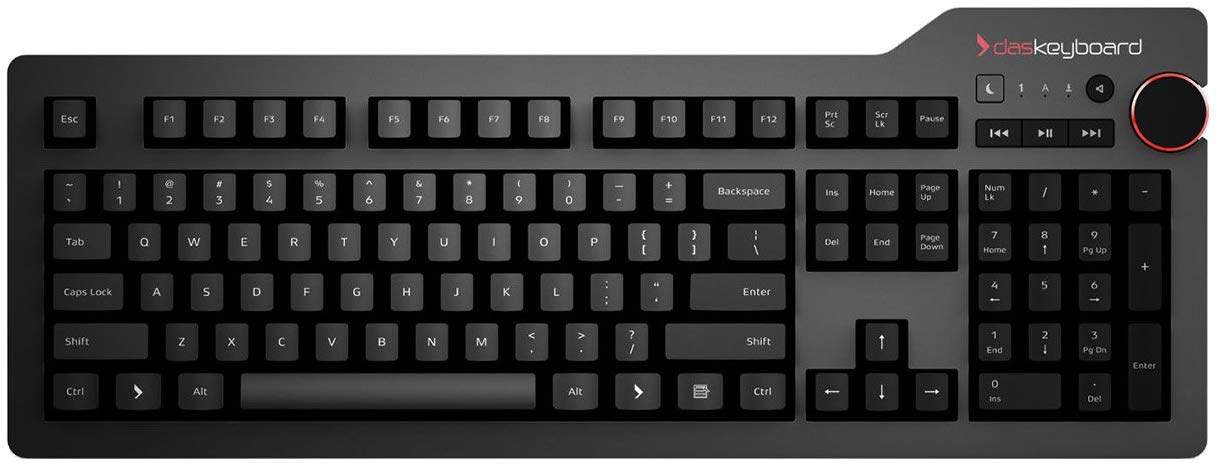 daskeyboard
1 A
Esc F1 F2 F3 F4 F5 F6 F7 F8 F9 F10 F11 F12 Prt Sc Scr Lk Pause
~ ` ! 1 @ 2 # 3 $ 4 % 5 ^ 6 & 7 * 8 ( 9 ) 0 — - + = Backspace Ins Home Page Up Num Lk / * -
Tab Q W E R T Y U I O P { [ } ] ¦ \ Del End Page Down 7 Home 8 ↑ 9 Pg Up +
Caps Lock A S D F G H J K L : ; “ ‘ Enter 4 ← 5 6 →
Shift Z X C V B N M < , > . ? / Shift ↑ 1 End 2 ↓ 3 Pg Dn Enter
Ctrl Alt Alt Ctrl ← ↓ → 0 Ins . Del